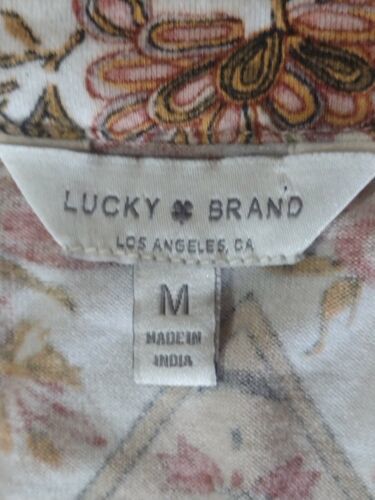 LUCKY BRAND
LOS ANGELES, CA
M
MADE IN
INDIA